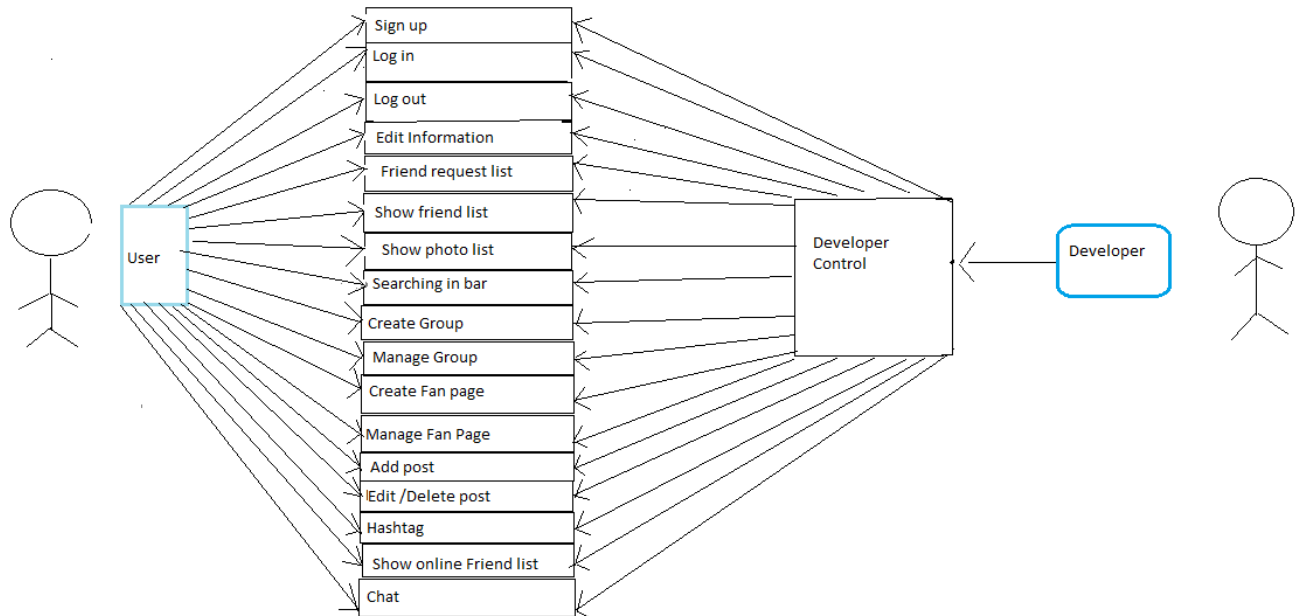 Sign up
Log in
Log out
Edit Information
Friend request list
Show friend list
Show photo list
Searching in bar
Create Group
Manage Group
Create Fan page
Manage Fan Page
Add post
Edit /Delete post
Hashtag
Show online Friend list
Chat
User
Developer
Control
Developer